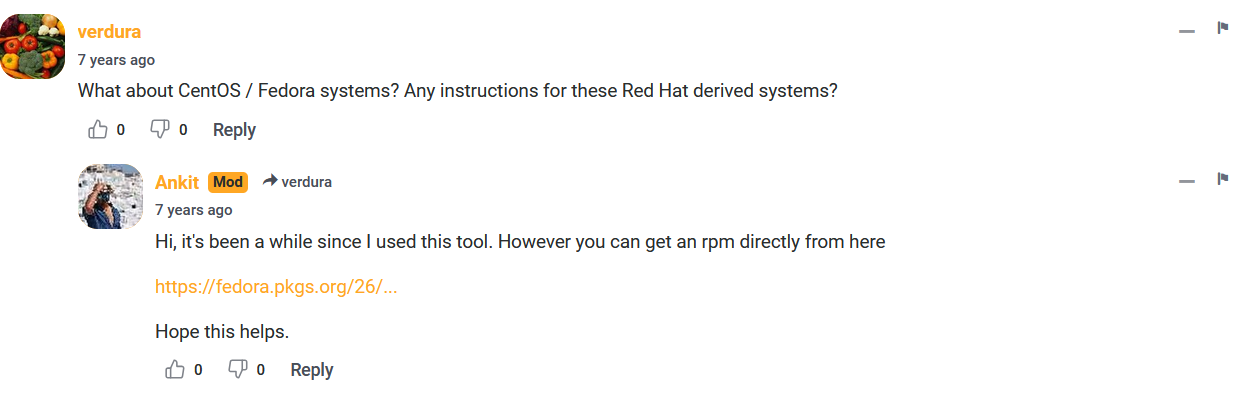 verdura
7 years ago
What about CentOS / Fedora systems? Any instructions for these Red Hat derived systems?
0 0 Reply
Ankit Mod verdura
7 years ago
Hi, it's been a while since I used this tool. However you can get an rpm directly from here
https://fedora.pkgs.org/26/...
Hope this helps.
0 0 Reply